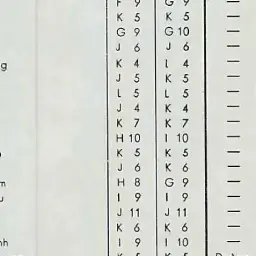 F 9 G 9
K 5 K 5 —
G 9 G 10 —
J 6 J 6 —
K 4 L 4 —
J 5 K 5 —
L 5 L 5 —
J 4 K 4 —
K 7 K 7 —
H 10 I 10 —
K 5 K 5 —
J 6 K 6 —
H 8 G 9 —
I 9 I 9 —
J 11 J 11 —
K 6 K 6 —
I 9 I 10 —